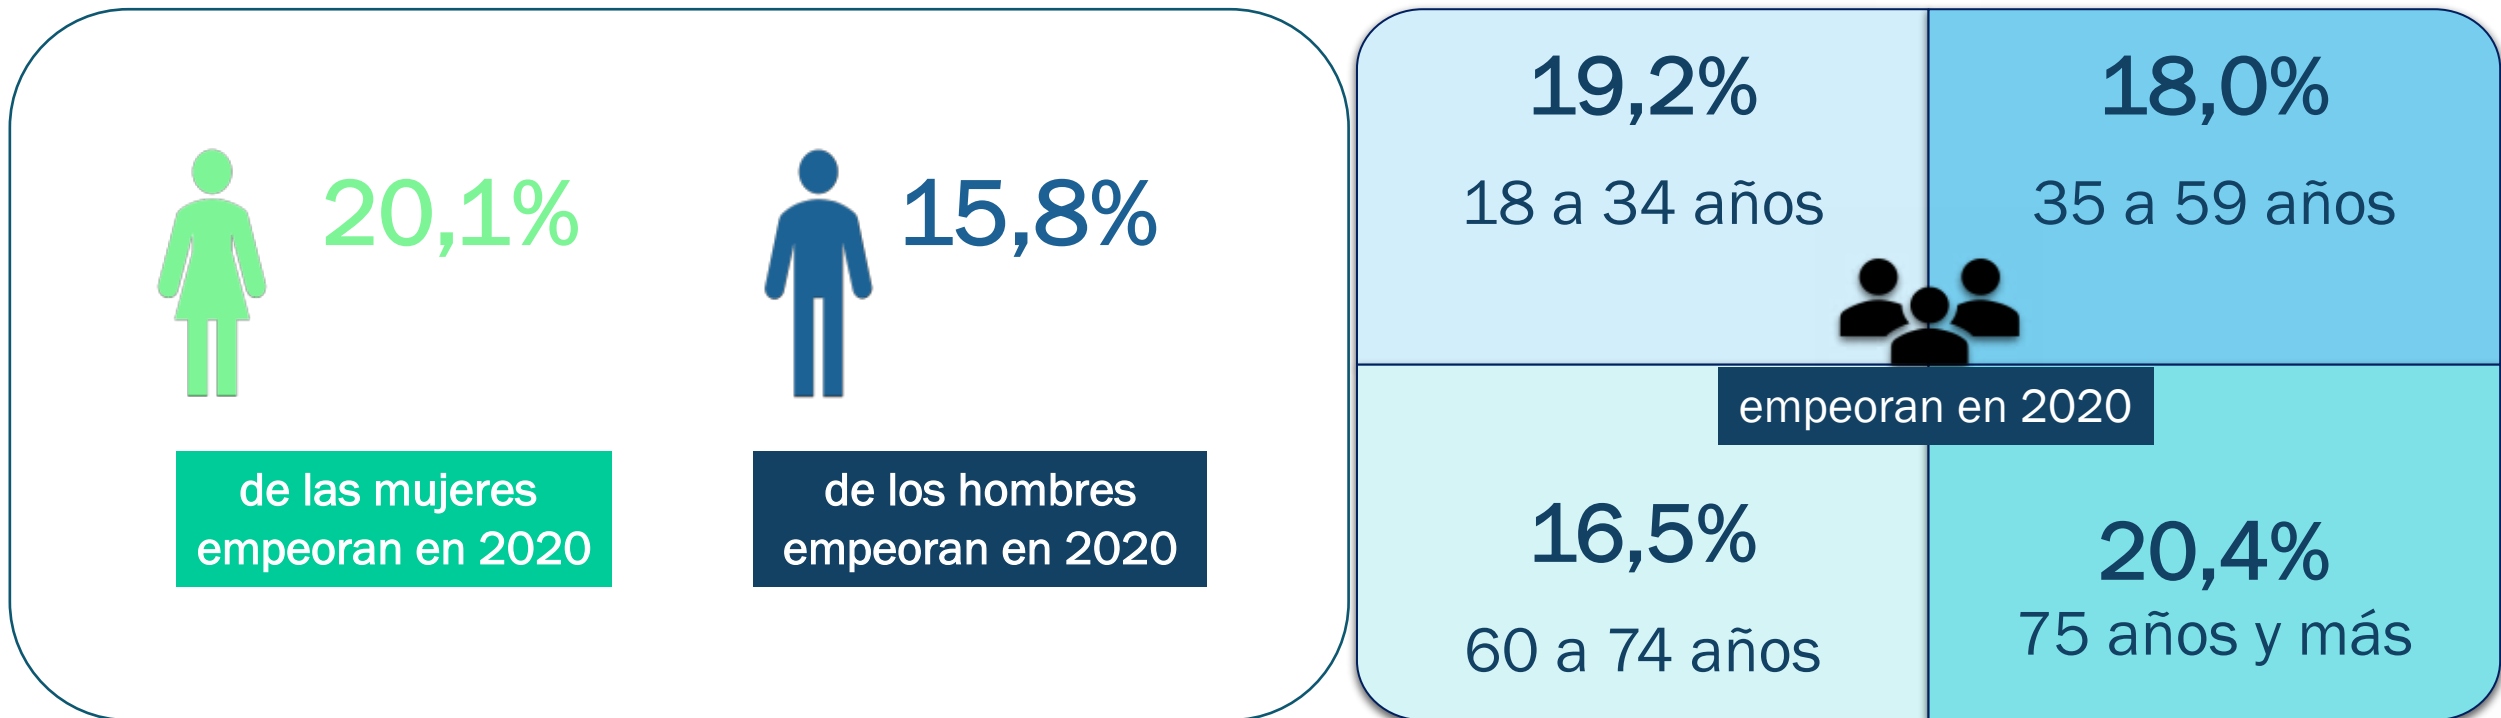 20,1%
de las mujeres
empeoran en 2020
15,8%
de los hombres
empeoran en 2020
19,2%
18 a 34 años
18,0%
35 a 59 años
empeoran en 2020
16,5%
60 a 74 años
20,4%
75 años y más